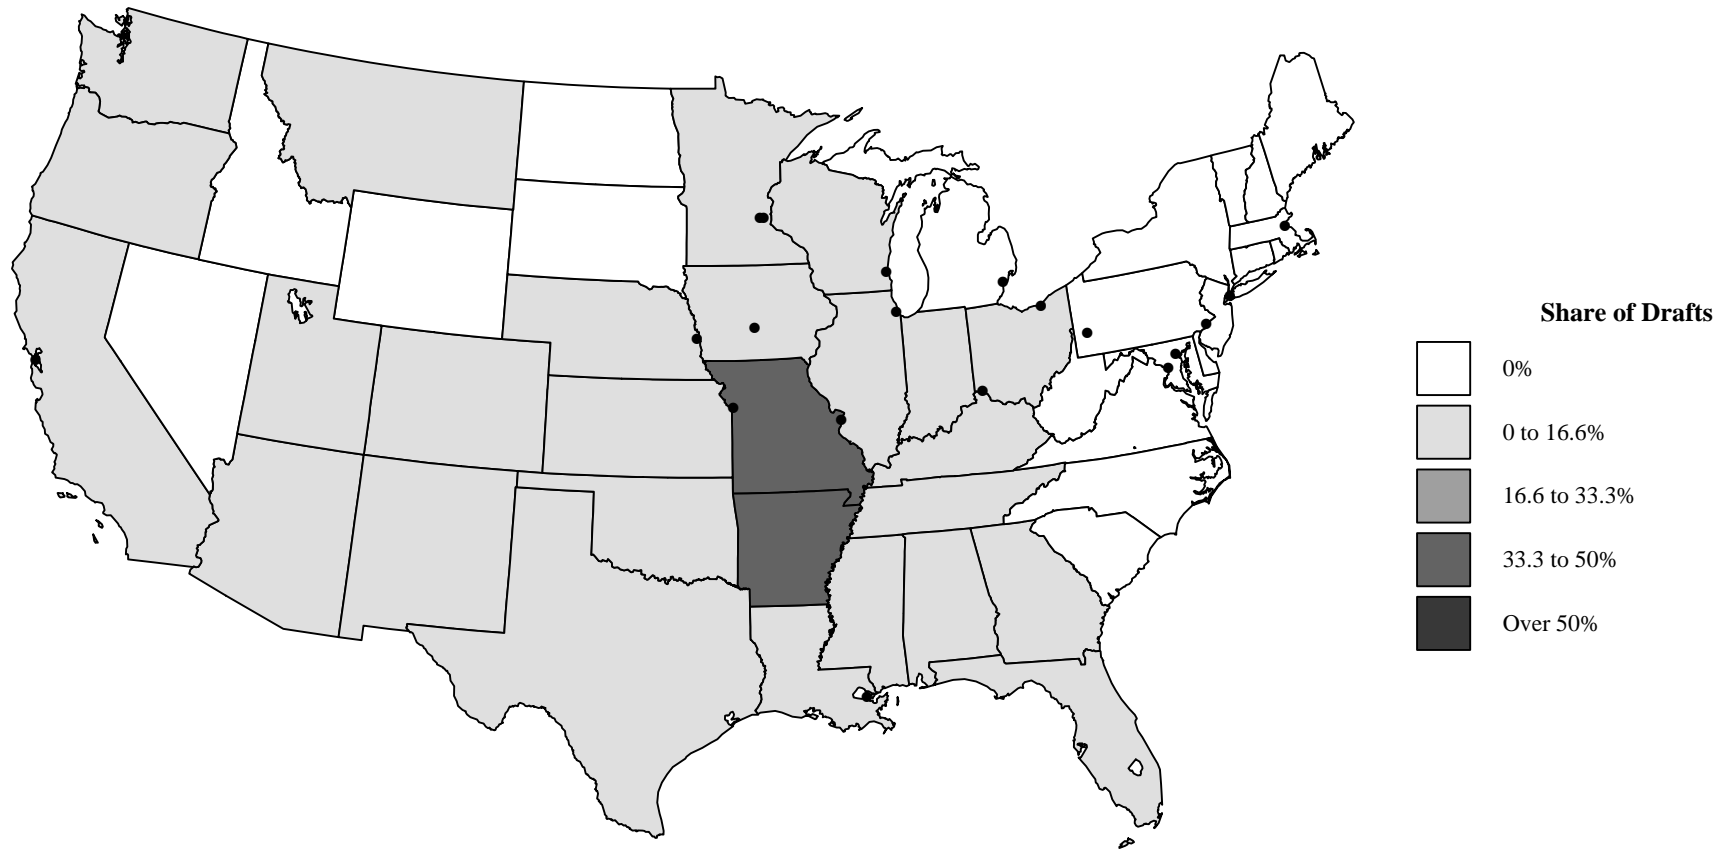 Share of Drafts
0%
0 to 16.6%
16.6 to 33.3%
33.3 to 50%
Over 50%